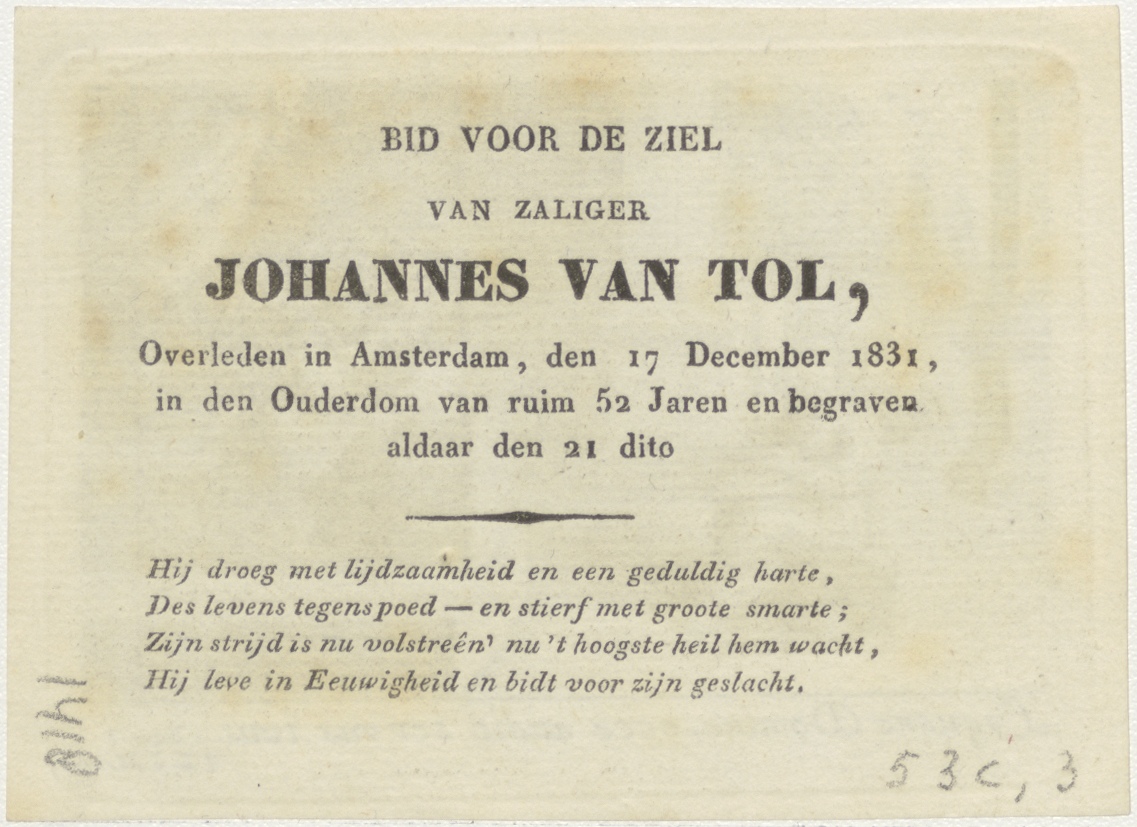 BID VOOR DE ZIEL
VAN ZALIGER
JOHANNES VAN TOL,
Overleden in Amsterdam, den 17 December 1831,
in den Ouderdom van ruim 52 Jaren en begraven
aldaar den 21 dito
Hij droeg met lijdzaamheid en een geduldig harte,
Des levens tegenspoed — en stierf met groote smarte;
Zijn strijd is nu volstreên' nu 't hoogste heil hem wacht,
Hij leve in Eeuwigheid en bidt voor zijn geslacht.
53c, 3